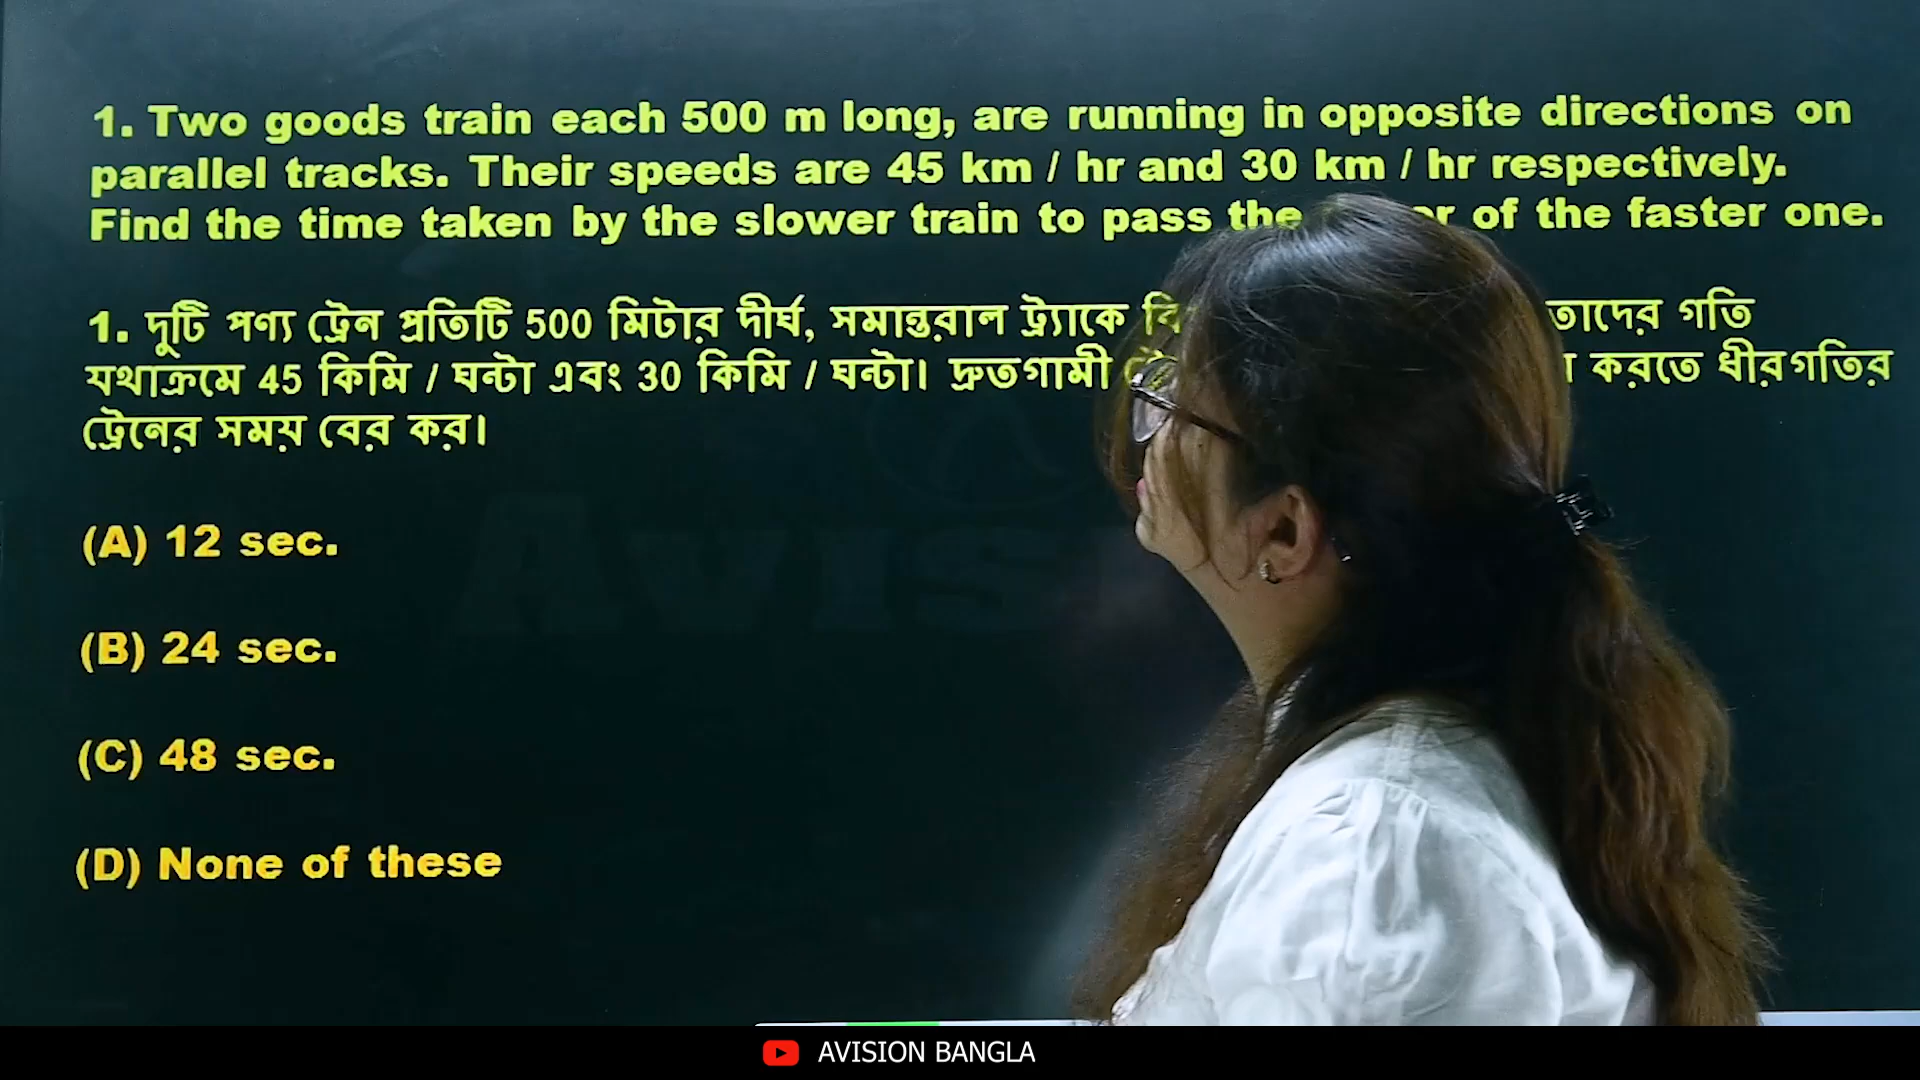 1. Two goods train each 500 m long, are running in opposite directions on
parallel tracks. Their speeds are 45 km / hr and 30 km / hr respectively.
Find the time taken by the slower train to pass the of the faster one.
1. দুটি পণ্য ট্রেন প্রতিটি 500 মিটার দীর্ঘ, সমান্তরাল ট্র্যাকে তাদের গতি
যথাক্রমে 45 কিমি / ঘন্টা এবং 30 কিমি / ঘন্টা। দ্রুতগামী করতে ধীরগতির
ট্রেনের সময় বের কর।
(A) 12 sec.
(B) 24 sec.
(C) 48 sec.
(D) None of these
AVISION BANGLA